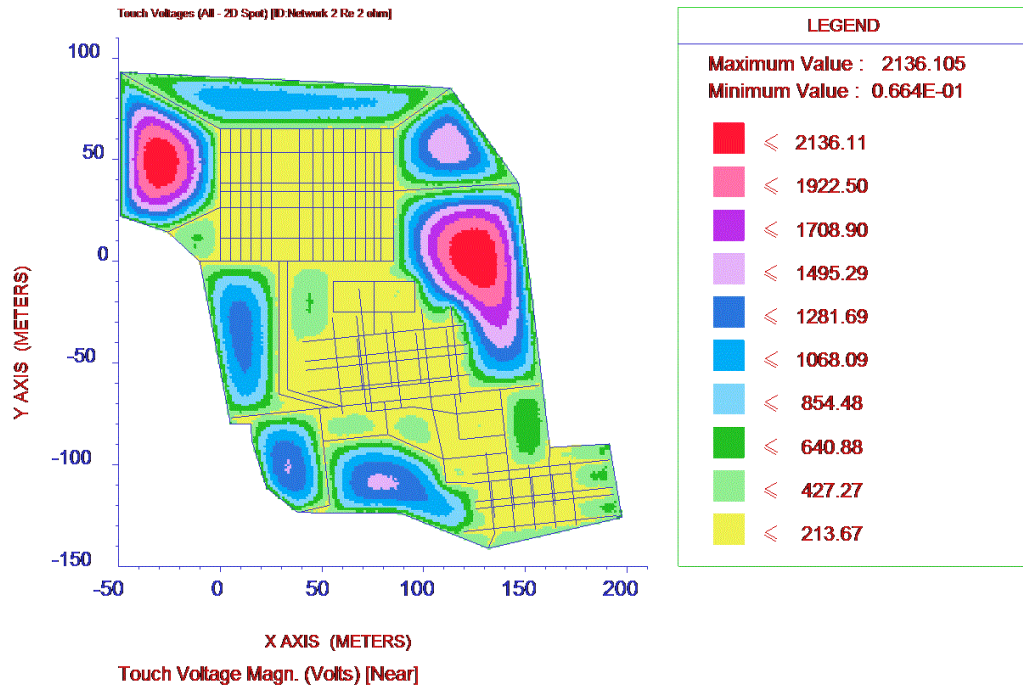 Touch Voltages (All - 2D Spot) [ID:Network 2 Re 2 ohm]
LEGEND
Maximum Value : 2136.105
Minimum Value : 0.664E-01
≤ 2136.11
≤ 1922.50
≤ 1708.90
≤ 1495.29
≤ 1281.69
≤ 1068.09
≤ 854.48
≤ 640.88
≤ 427.27
≤ 213.67
100
50
0
-50
-100
-150
Y AXIS (METERS)
-50 0 50 100 150 200
X AXIS (METERS)
Touch Voltage Magn. (Volts) [Near]